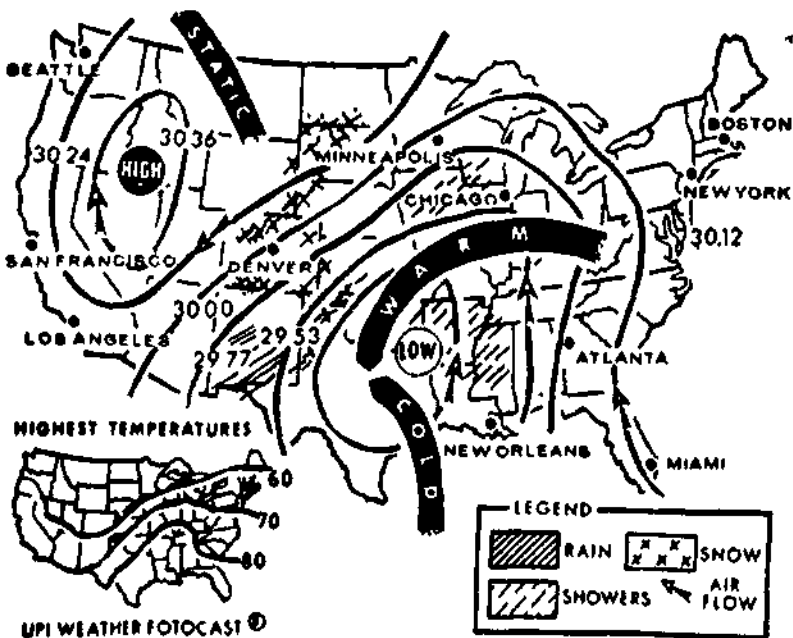 STATIC
SEATTLE
BOSTON
MINNEAPOLIS
30.24
30.36
HIGH
CHICAGO
NEW YORK
WARM
30.12
SAN FRANCISCO
DENVER
30.00
LOS ANGELES
29.53
29.77
LOW
ATLANTA
COLD
NEW ORLEANS
MIAMI
HIGHEST TEMPERATURES
60
70
80
LEGEND
RAIN
SNOW
SHOWERS
AIR
FLOW
UPI WEATHER FOTOCAST ®